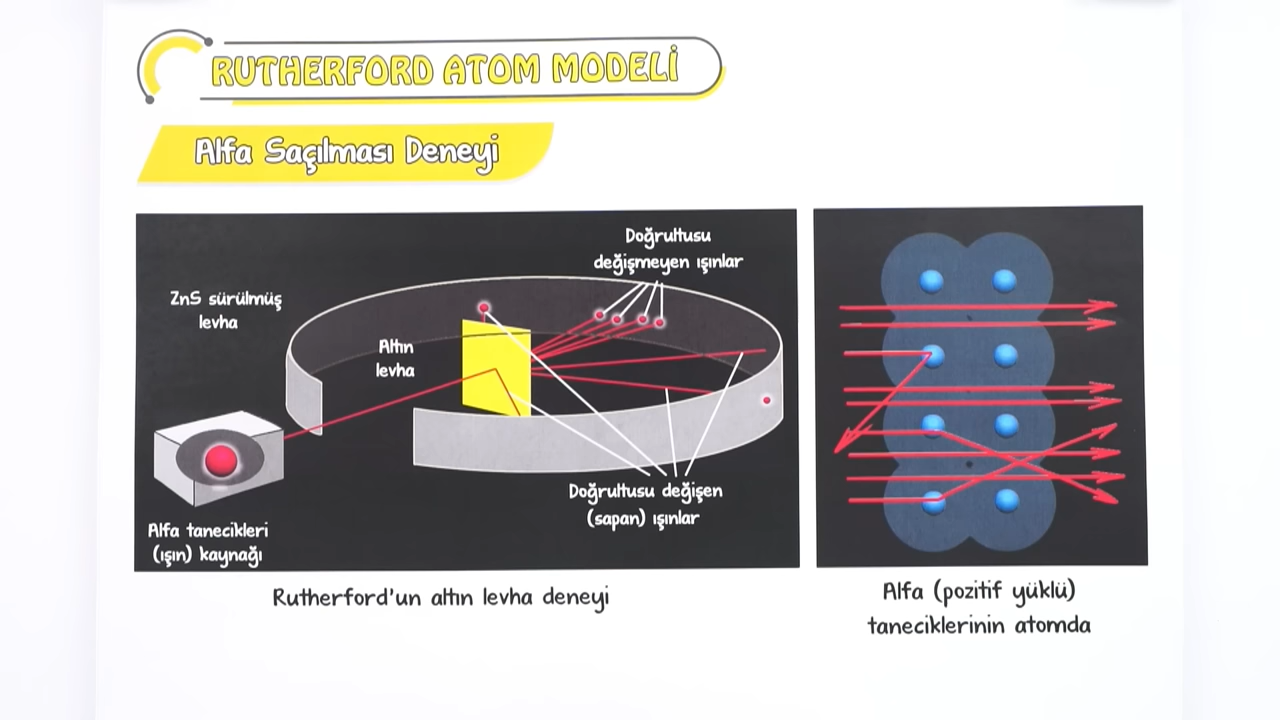 RUTHERFORD ATOM MODELİ
Alfa Saçılması Deneyi
Doğrultusu
değişmeyen ışınlar
ZnS sürülmüş
levha
Altın
levha
Doğrultusu değişen
(sapan) ışınlar
Alfa tanecikleri
(ışın) kaynağı
Rutherford'un altın levha deneyi
Alfa (pozitif yüklü)
taneciklerinin atomda